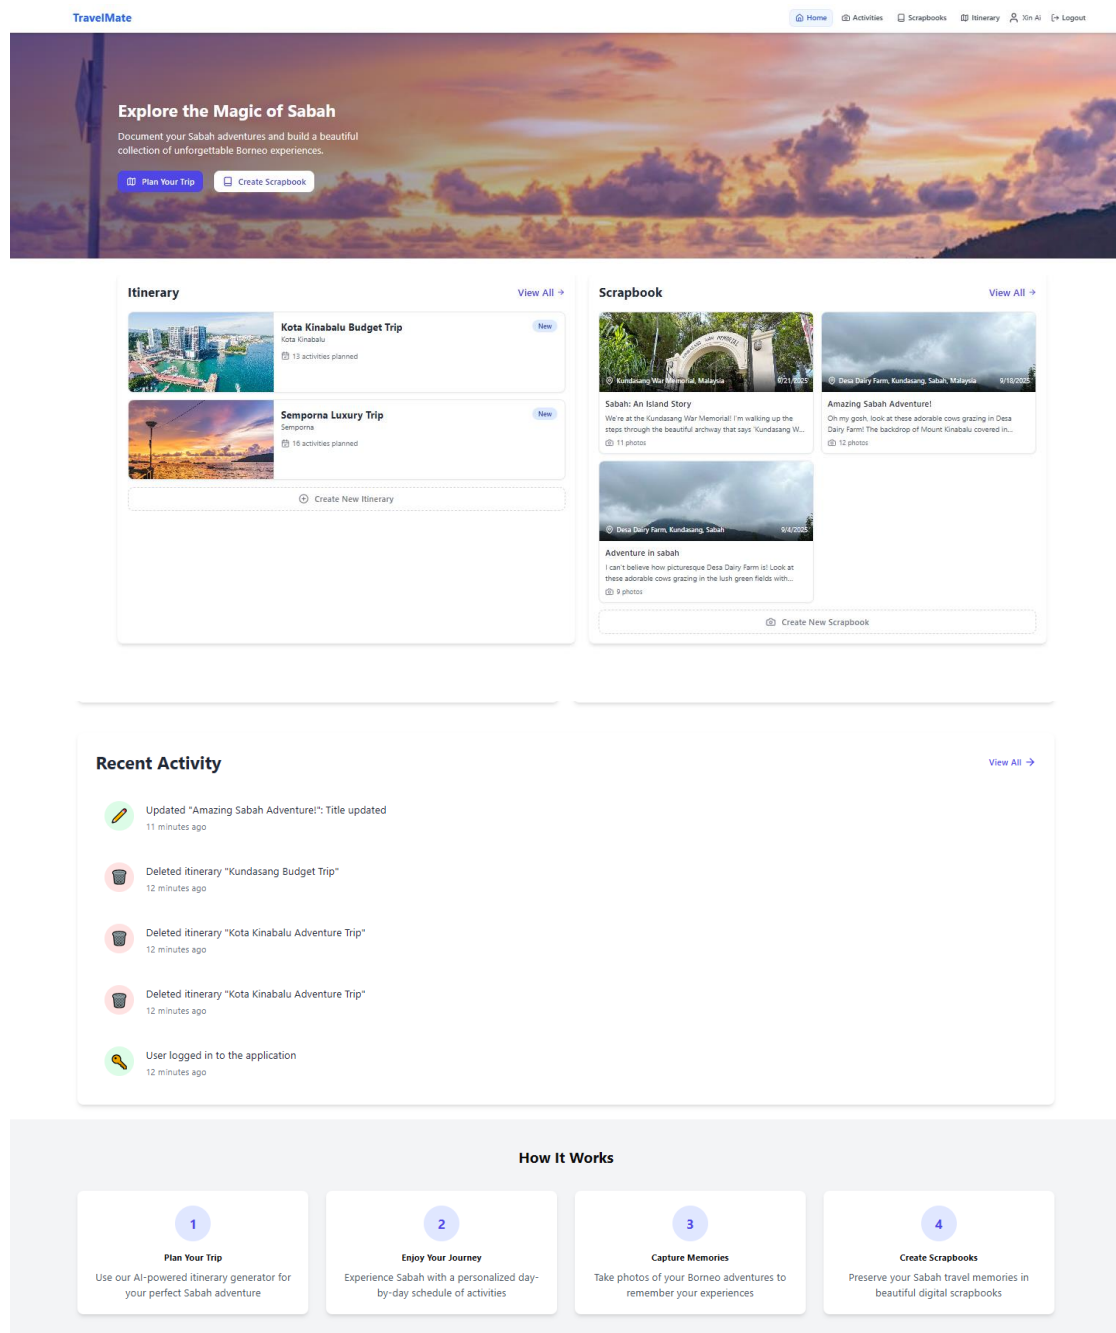 TravelMate
Home
Activities
Scrapbooks
Itinerary
Xin Ai
Logout
Explore the Magic of Sabah
Document your Sabah adventures and build a beautiful
collection of unforgettable Borneo experiences.
Plan Your Trip
Create Scrapbook
Itinerary
View All →
Kota Kinabalu Budget Trip
New
Kota Kinabalu
13 activities planned
Semporna Luxury Trip
New
Semporna
16 activities planned
Create New Itinerary
Scrapbook
View All →
Kundasang War Memorial, Malaysia
9/21/2025
Sabah: An Island Story
We're at the Kundasang War Memorial! I'm walking up the
steps through the beautiful archway that says 'Kundasang W...
11 photos
Desa Dairy Farm, Kundasang, Sabah, Malaysia
9/18/2025
Amazing Sabah Adventure!
Oh my gosh, look at these adorable cows grazing in Desa
Dairy Farm! The backdrop of Mount Kinabalu covered in...
12 photos
Desa Dairy Farm, Kundasang, Sabah
9/4/2025
Adventure in sabah
I can't believe how picturesque Desa Dairy Farm is! Look at
these adorable cows grazing in the lush green fields with...
9 photos
Create New Scrapbook
Recent Activity
View All →
Updated "Amazing Sabah Adventure!": Title updated
11 minutes ago
Deleted itinerary "Kundasang Budget Trip"
12 minutes ago
Deleted itinerary "Kota Kinabalu Adventure Trip"
12 minutes ago
Deleted itinerary "Kota Kinabalu Adventure Trip"
12 minutes ago
User logged in to the application
12 minutes ago
How It Works
1
Plan Your Trip
Use our AI-powered itinerary generator for
your perfect Sabah adventure
2
Enjoy Your Journey
Experience Sabah with a personalized day-
by-day schedule of activities
3
Capture Memories
Take photos of your Borneo adventures to
remember your experiences
4
Create Scrapbooks
Preserve your Sabah travel memories in
beautiful digital scrapbooks